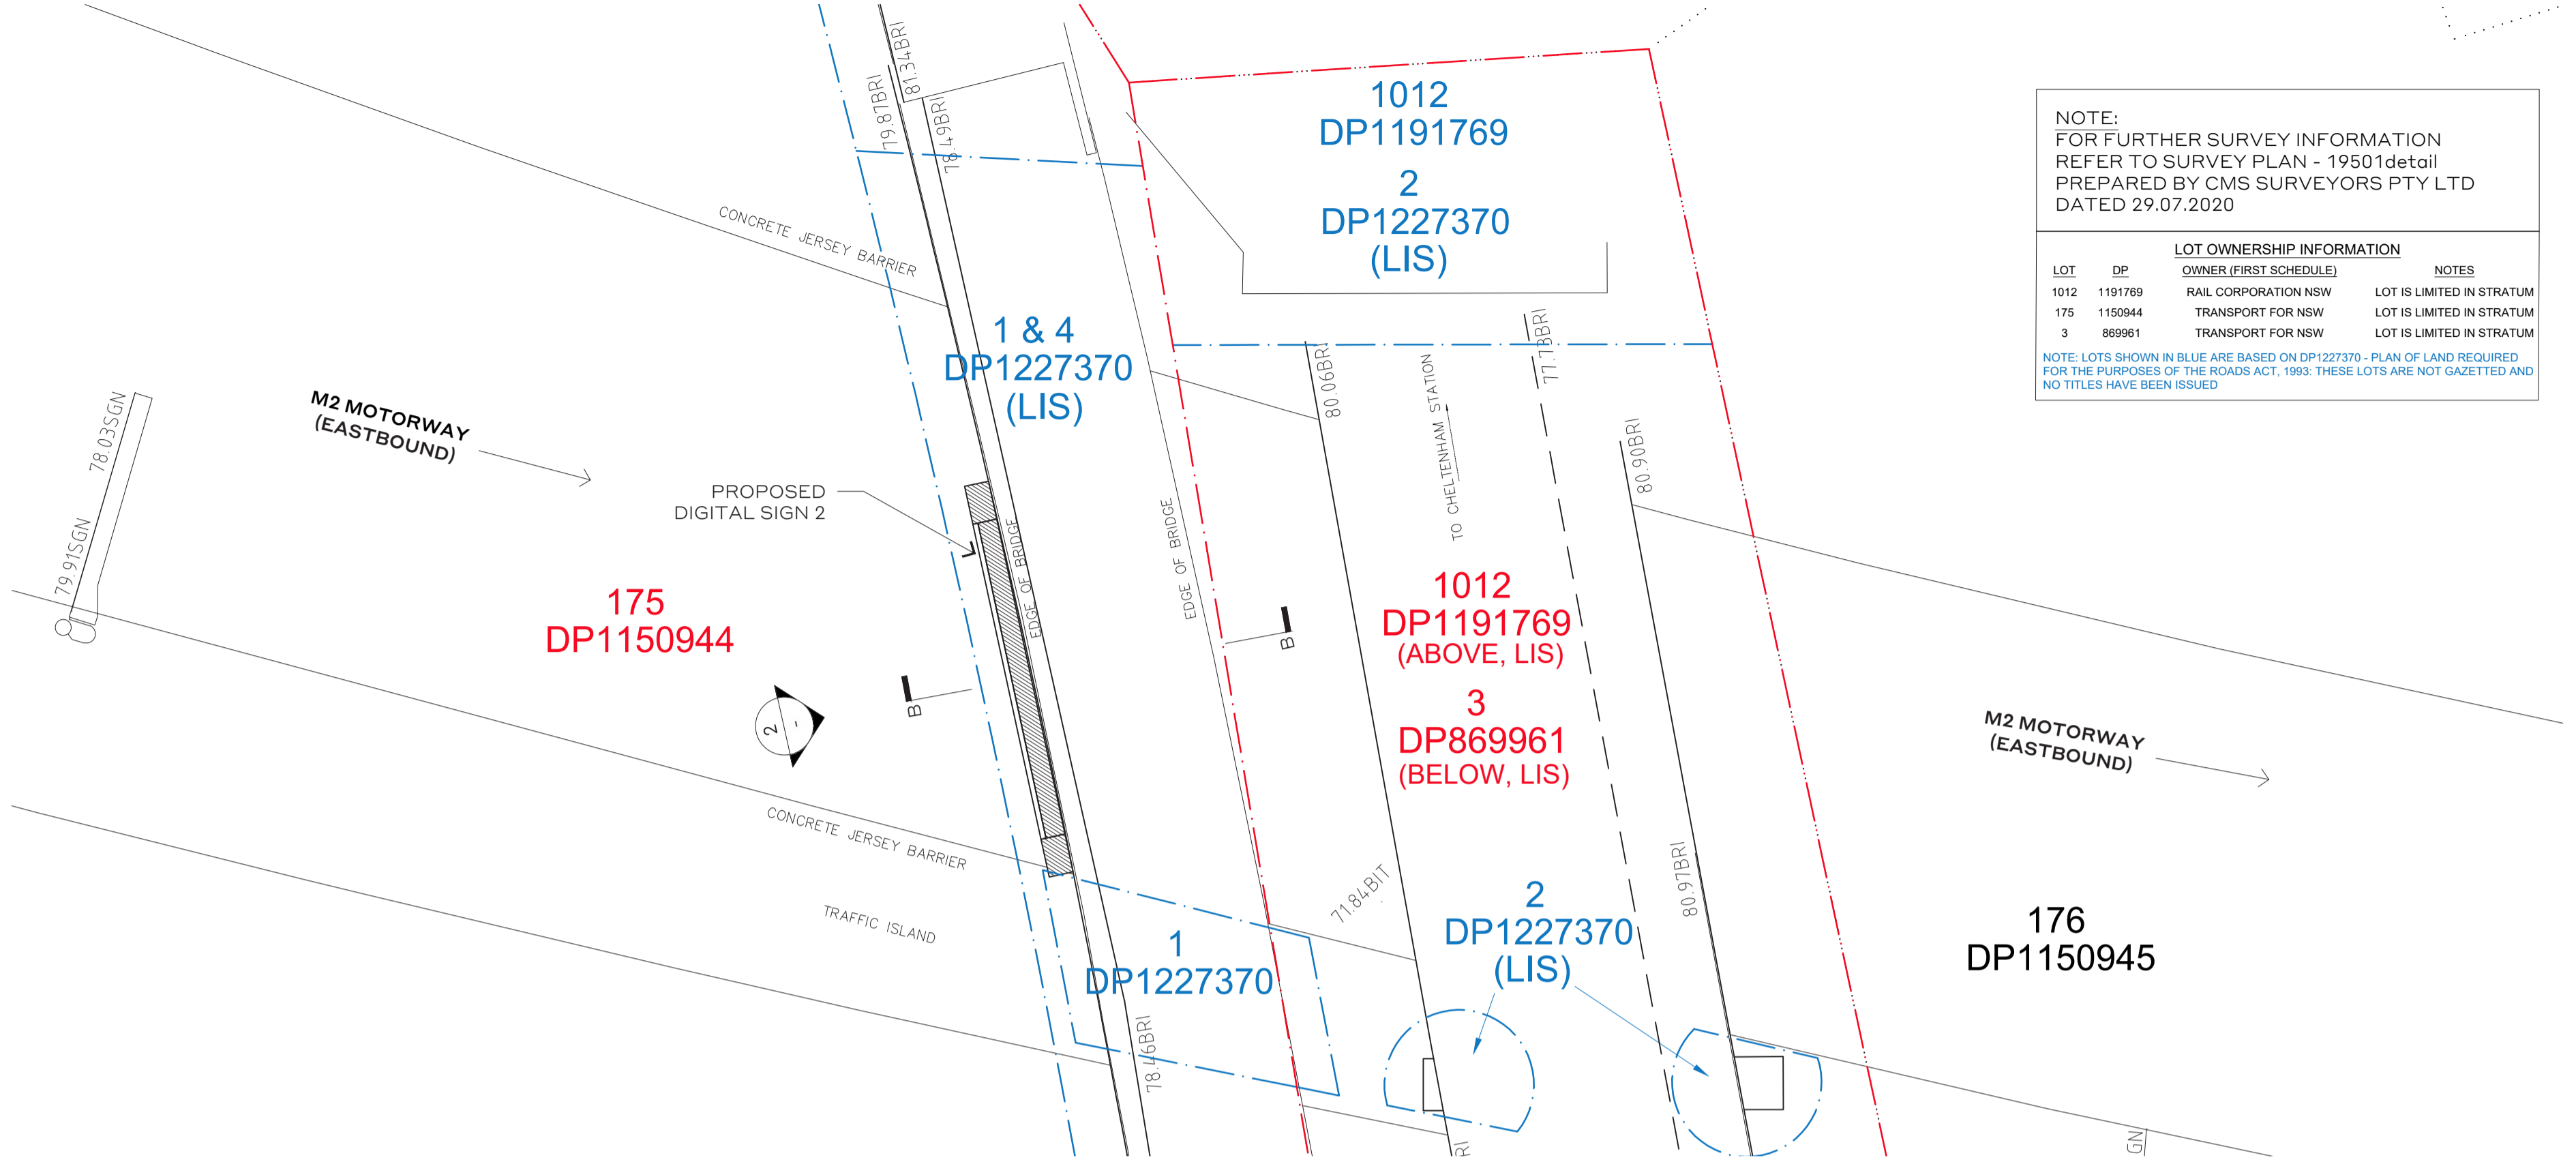 81.34BRI
79.87BRI
78.49BRI
CONCRETE JERSEY BARRIER
1012
DP1191769
2
DP1227370
(LIS)
NOTE:
FOR FURTHER SURVEY INFORMATION
REFER TO SURVEY PLAN - 19501detail
PREPARED BY CMS SURVEYORS PTY LTD
DATED 29.07.2020
LOT OWNERSHIP INFORMATION
LOT DP OWNER (FIRST SCHEDULE) NOTES
1012 1191769 RAIL CORPORATION NSW LOT IS LIMITED IN STRATUM
175 1150944 TRANSPORT FOR NSW LOT IS LIMITED IN STRATUM
3 869961 TRANSPORT FOR NSW LOT IS LIMITED IN STRATUM
NOTE: LOTS SHOWN IN BLUE ARE BASED ON DP1227370 - PLAN OF LAND REQUIRED
FOR THE PURPOSES OF THE ROADS ACT, 1993: THESE LOTS ARE NOT GAZETTED AND
NO TITLES HAVE BEEN ISSUED
1 & 4
DP1227370
(LIS)
80.06BRI
TO CHELTENHAM STATION
77.73BRI
80.90BRI
78.03SGN
79.91SGN
M2 MOTORWAY
(EASTBOUND)
PROPOSED
DIGITAL SIGN 2
EDGE OF BRIDGE
EDGE OF BRIDGE
175
DP1150944
B
B
2
-
1012
DP1191769
(ABOVE, LIS)
3
DP869961
(BELOW, LIS)
M2 MOTORWAY
(EASTBOUND)
CONCRETE JERSEY BARRIER
TRAFFIC ISLAND
71.84BIT
80.97BRI
1
DP1227370
2
DP1227370
(LIS)
176
DP1150945
78.46BRI
RI
GN